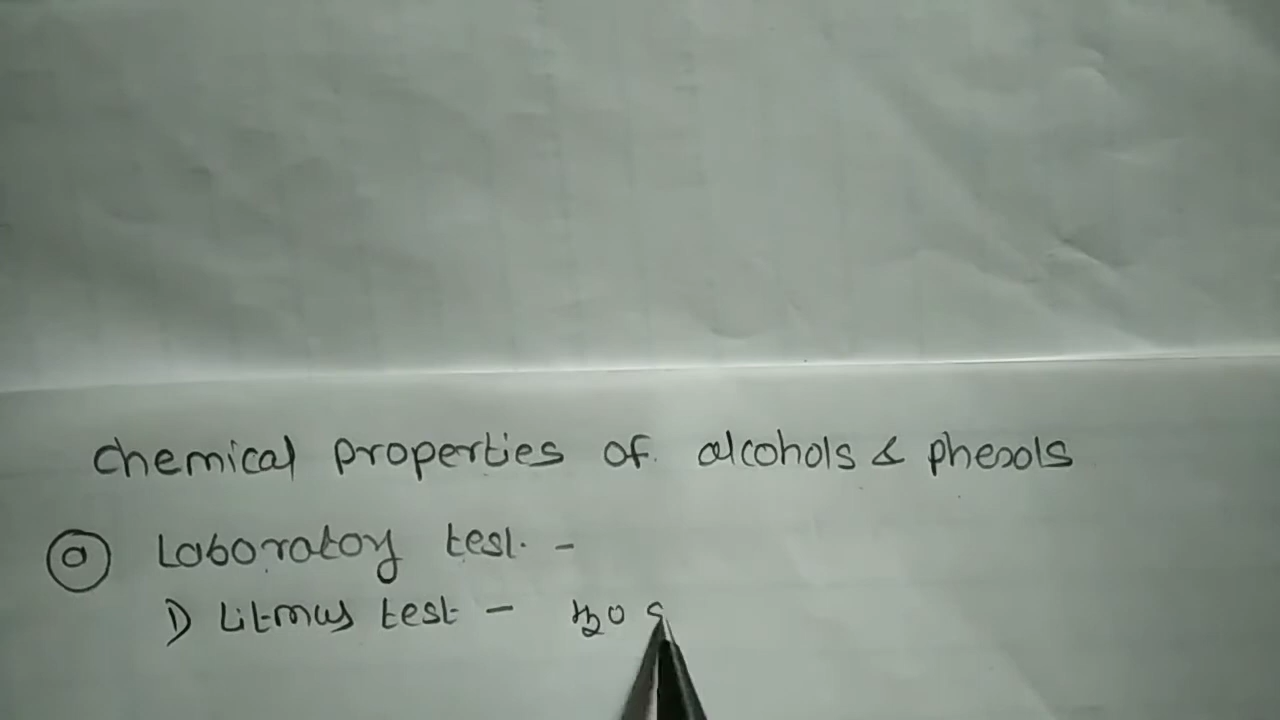 chemical properties of alcohols & phenols
(a) Laboratory test -
1) Litmus test - H2O s